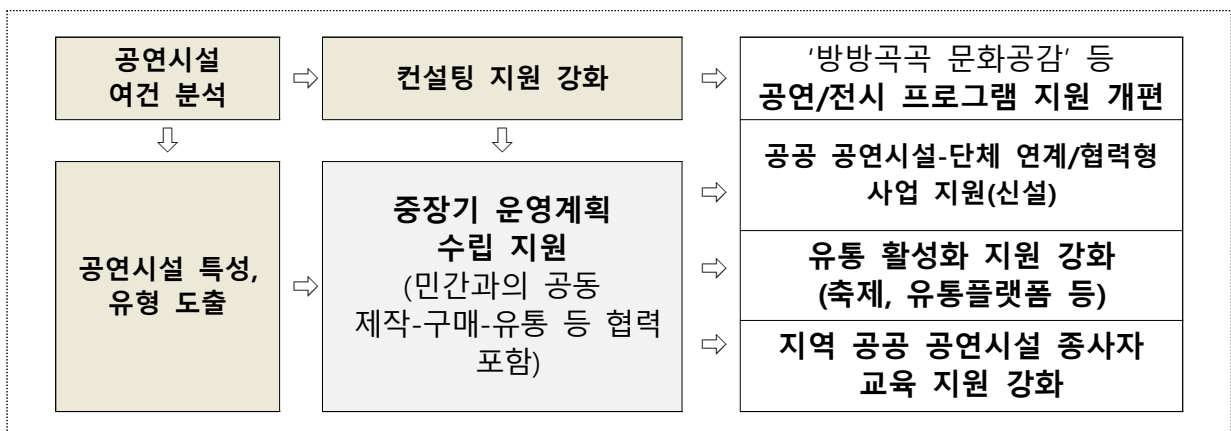 공연시설
여건 분석
⇨
컨설팅 지원 강화
⇨
'방방곡곡 문화공감' 등
공연/전시 프로그램 지원 개편
⇩
⇩
공연시설 특성,
유형 도출
⇨
중장기 운영계획
수립 지원
(민간과의 공동
제작-구매-유통 등 협력
포함)
⇨
공공 공연시설-단체 연계/협력형
사업 지원(신설)
⇨
유통 활성화 지원 강화
(축제, 유통플랫폼 등)
⇨
지역 공공 공연시설 종사자
교육 지원 강화